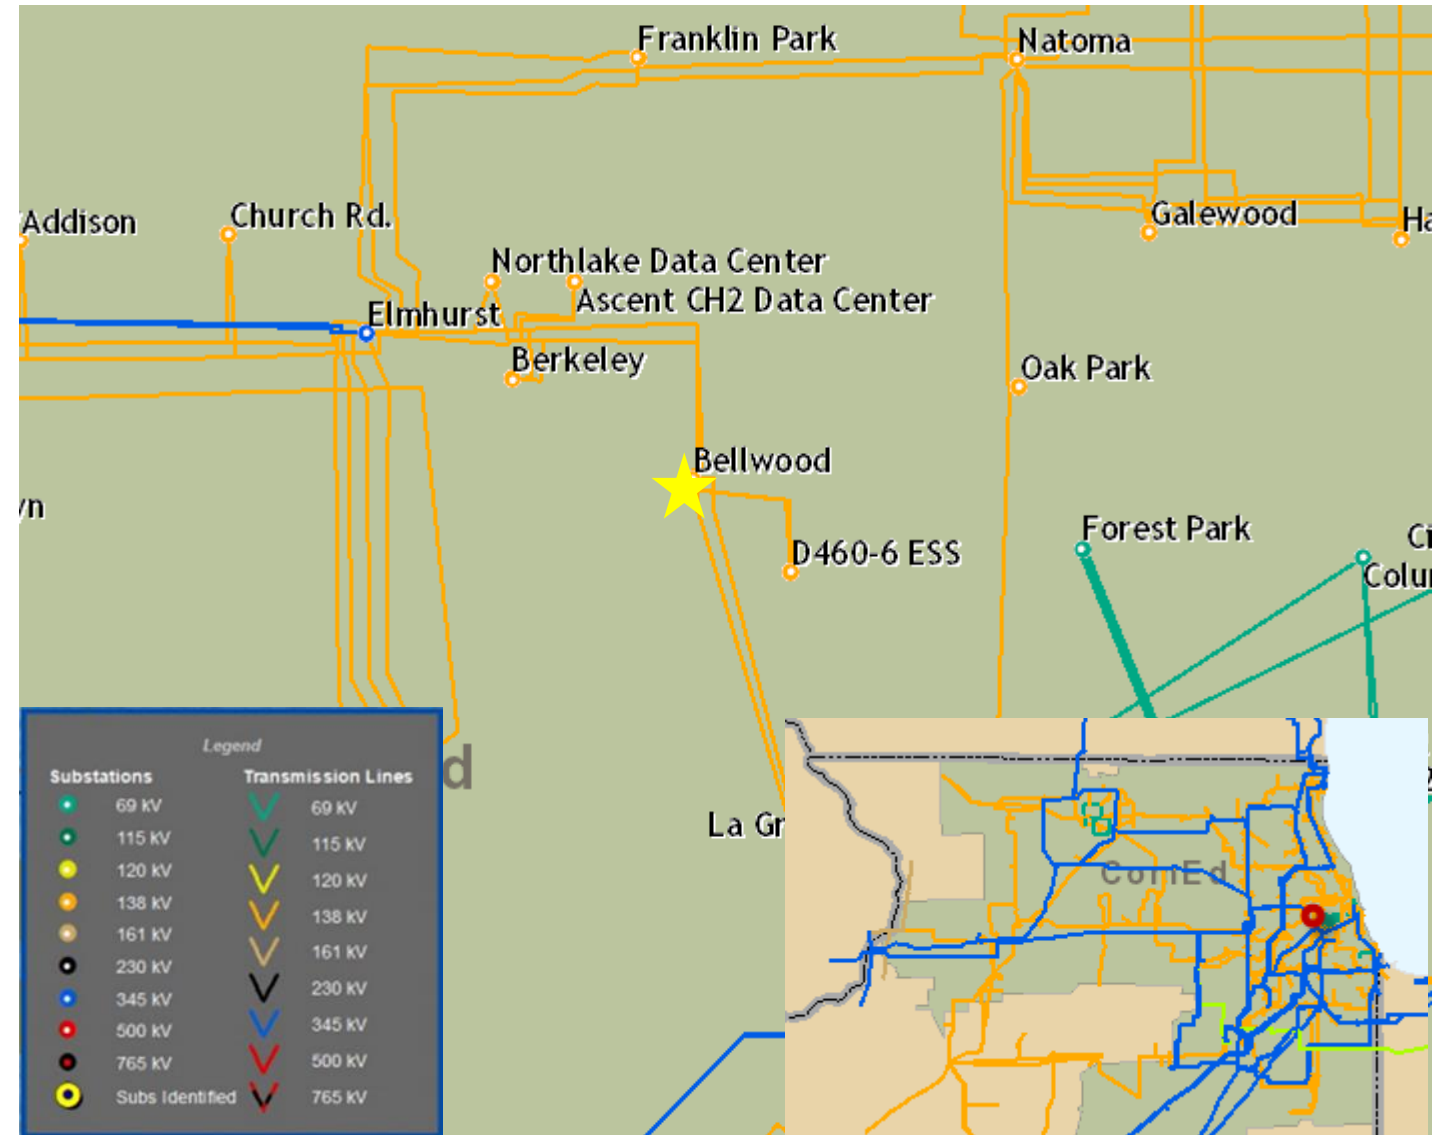 Franklin Park
Natoma
Addison
Church Rd.
Galewood
Northlake Data Center
Ascent CH2 Data Center
Elmhurst
Berkeley
Oak Park
Bellwood
D460-6 ESS
Forest Park
La Gr
Legend
Substations Transmission Lines
69 kV 69 kV
115 kV 115 kV
120 kV 120 kV
138 kV 138 kV
161 kV 161 kV
230 kV 230 kV
345 kV 345 kV
500 kV 500 kV
765 kV 765 kV
Subs Identified
ComEd